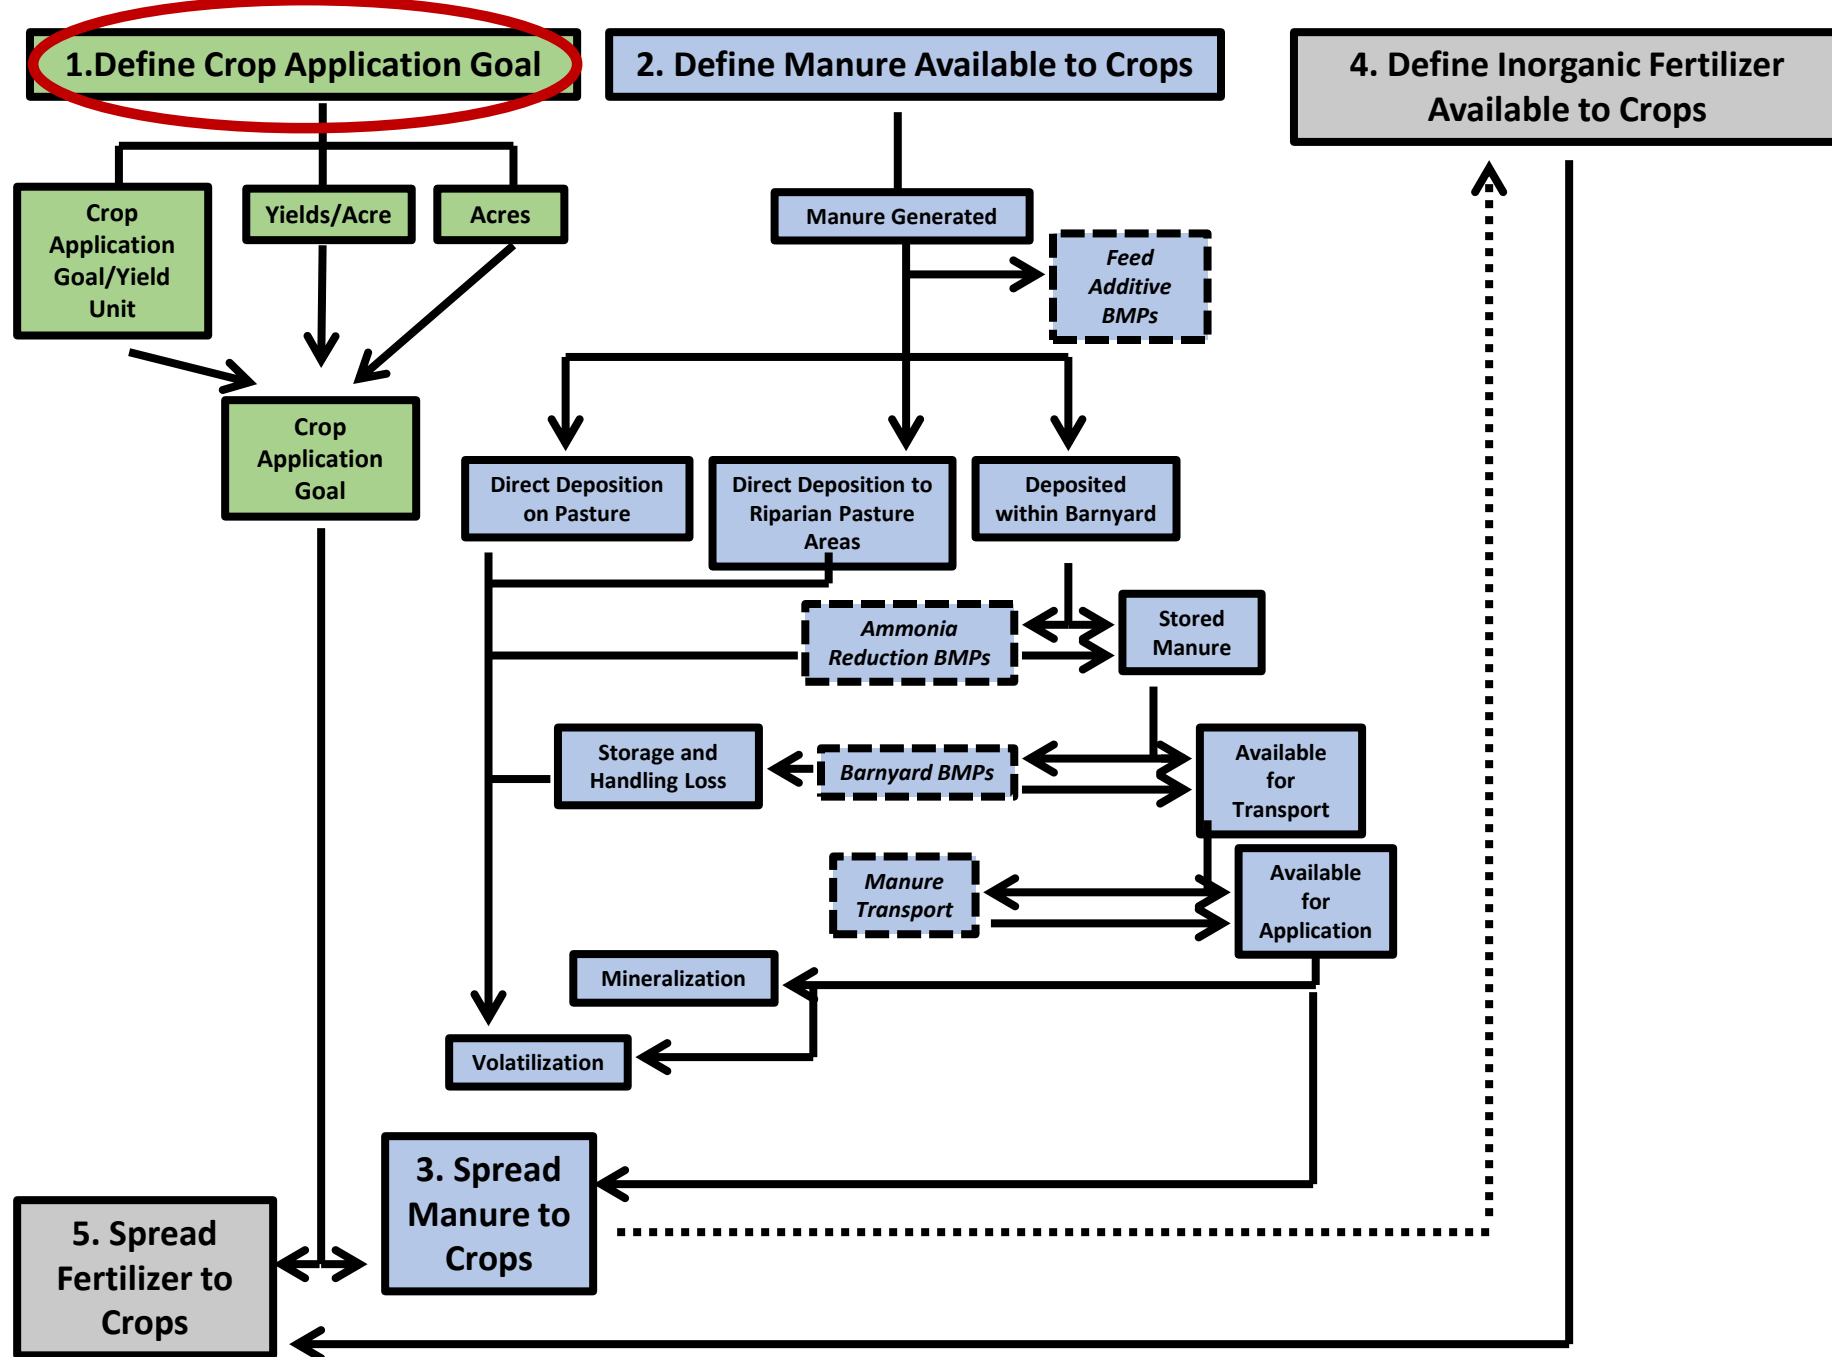 1.Define Crop Application Goal
2. Define Manure Available to Crops
4. Define Inorganic Fertilizer
Available to Crops
Crop
Application
Goal/Yield
Unit
Yields/Acre
Acres
Manure Generated
Feed
Additive
BMPs
Crop
Application
Goal
Direct Deposition
on Pasture
Direct Deposition to
Riparian Pasture
Areas
Deposited
within Barnyard
Ammonia
Reduction BMPs
Stored
Manure
Storage and
Handling Loss
Barnyard BMPs
Available
for
Transport
Manure
Transport
Available
for
Application
Mineralization
Volatilization
3. Spread
Manure to
Crops
5. Spread
Fertilizer to
Crops